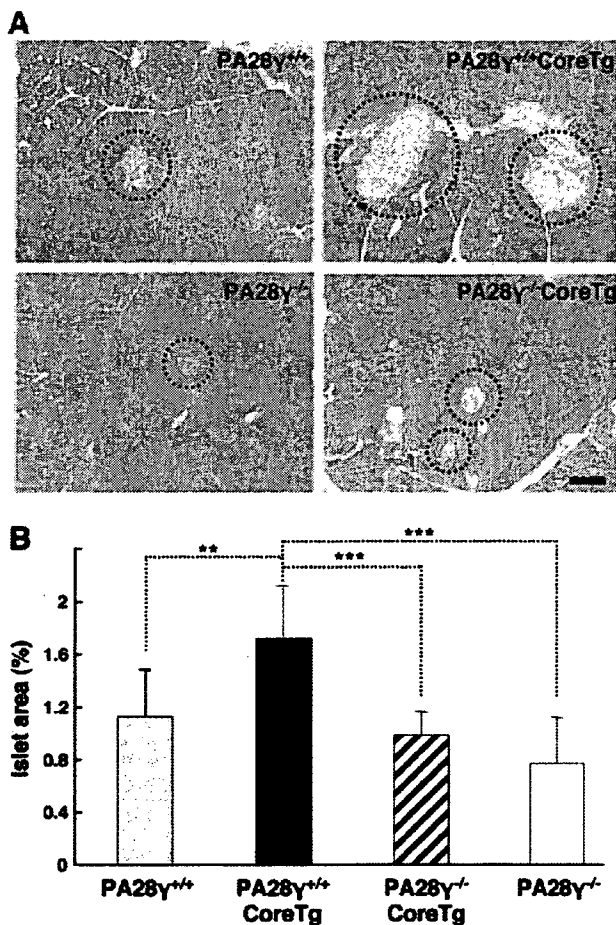 A
PA28γ+/+
PA28γ+/+CoreTg
PA28γ-/-
PA28γ-/-CoreTg
B
Islet area (%)
2
1.6
1.2
0.8
0.4
0
**
***
***
PA28γ+/+
PA28γ+/+
CoreTg
PA28γ-/-
CoreTg
PA28γ-/-